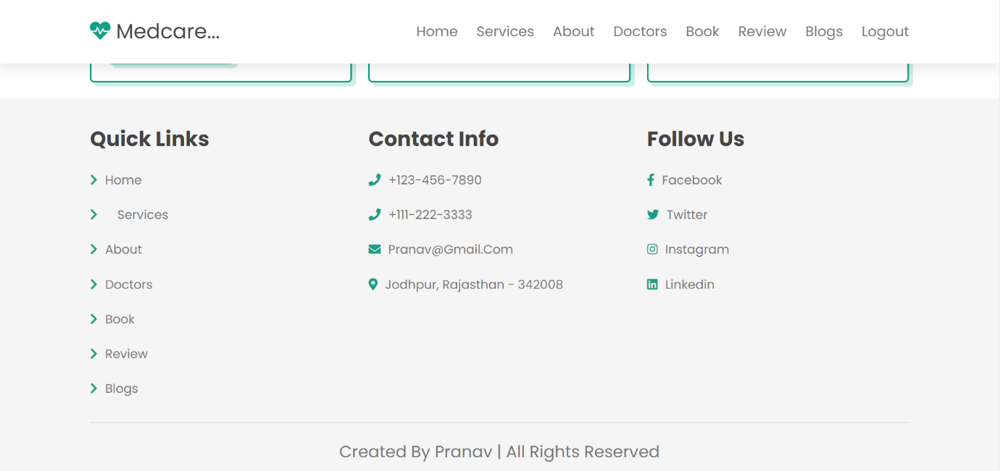 Medcare...
Home Services About Doctors Book Review Blogs Logout
Quick Links
Home
Services
About
Doctors
Book
Review
Blogs
Contact Info
+123-456-7890
+111-222-3333
Pranav@Gmail.Com
Jodhpur, Rajasthan - 342008
Follow Us
Facebook
Twitter
Instagram
Linkedin
Created By Pranav | All Rights Reserved